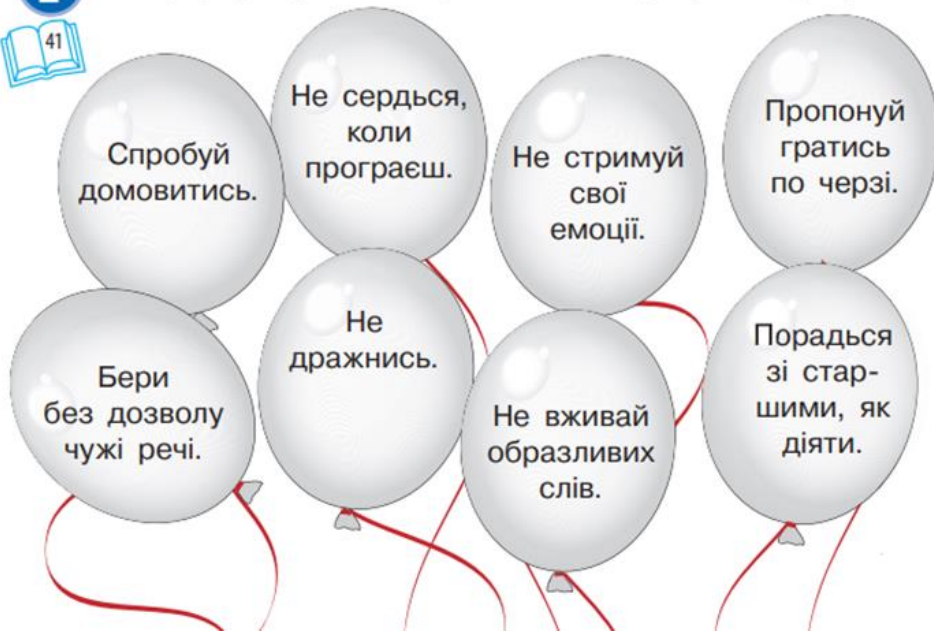 41
Спробуй
домовитись.
Не сердься,
коли
програєш.
Не стримуй
свої
емоції.
Пропонуй
гратись
по черзі.
Бери
без дозволу
чужі речі.
Не
дражнись.
Не вживай
образливих
слів.
Порадься
зі стар-
шими, як
діяти.